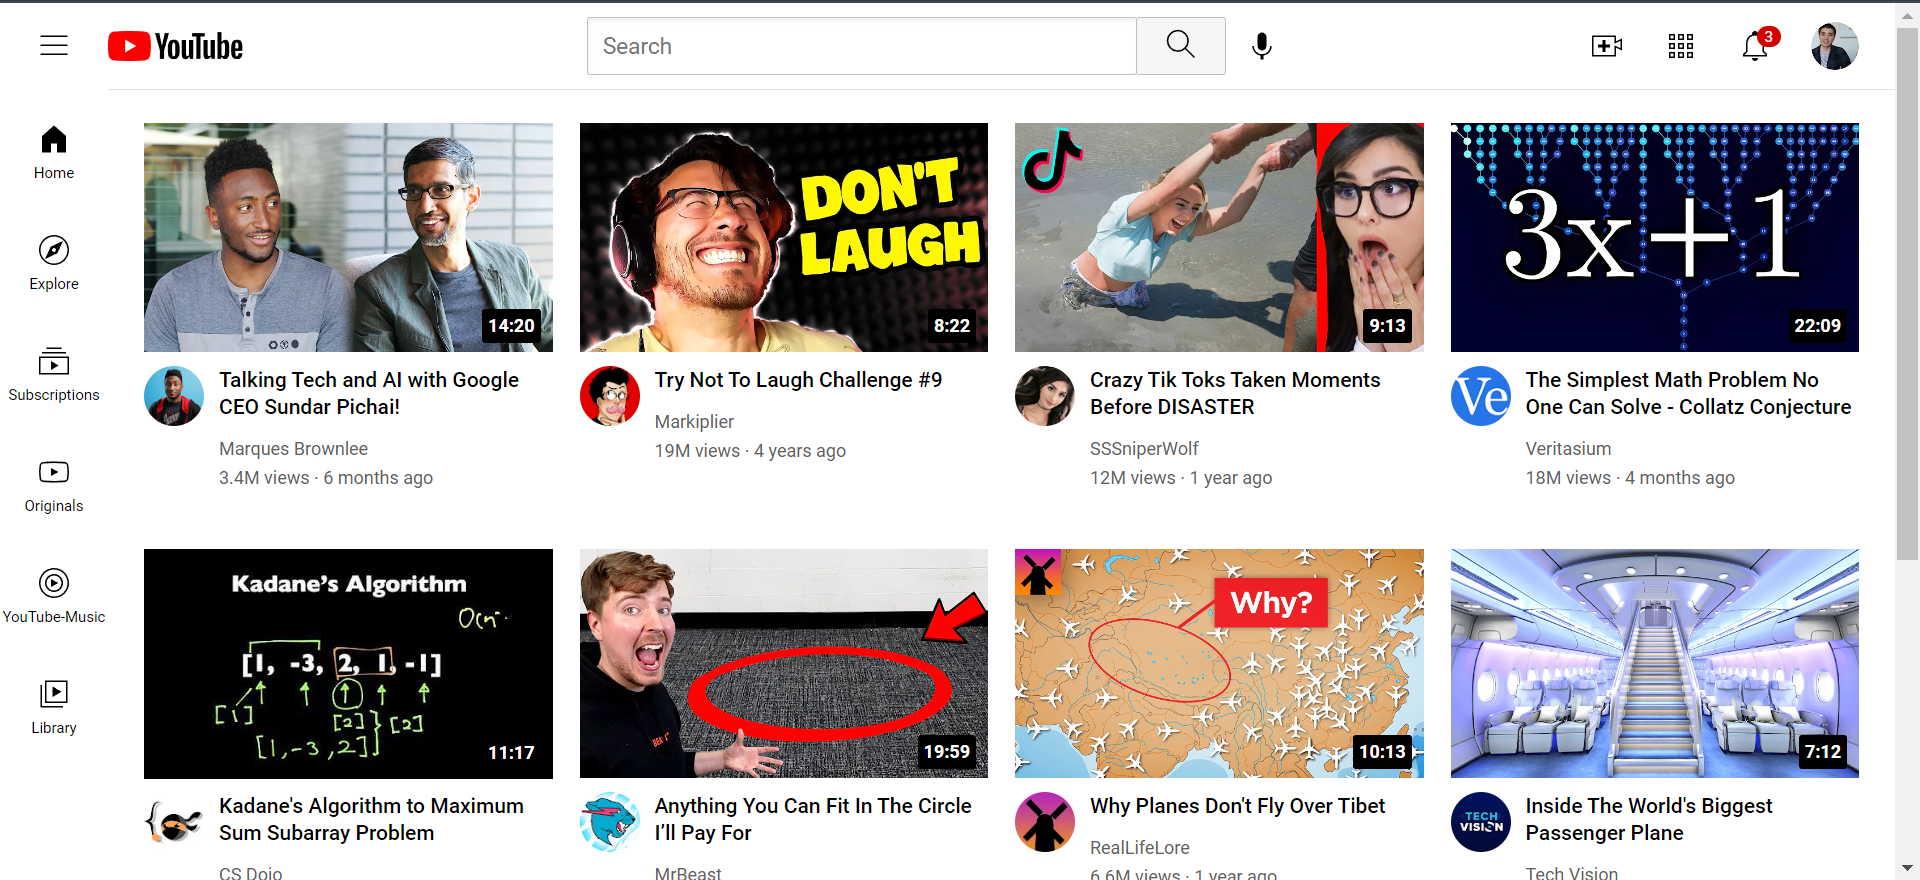 YouTube
Search
3
Home
Explore
Subscriptions
Originals
YouTube-Music
Library
DON'T
LAUGH
3x+1
14:20
8:22
9:13
22:09
Talking Tech and AI with Google
CEO Sundar Pichai!
Marques Brownlee
3.4M views · 6 months ago
Try Not To Laugh Challenge #9
Markiplier
19M views · 4 years ago
Crazy Tik Toks Taken Moments
Before DISASTER
SSSniperWolf
12M views · 1 year ago
Ve
The Simplest Math Problem No
One Can Solve - Collatz Conjecture
Veritasium
18M views · 4 months ago
Kadane's Algorithm
[1, -3, 2, 1, -1]
[1]
[2]
[2]
[1,-3,2]
11:17
19:59
Why?
10:13
7:12
Kadane's Algorithm to Maximum
Sum Subarray Problem
CS Dojo
Anything You Can Fit In The Circle
I’ll Pay For
MrBeast
Why Planes Don't Fly Over Tibet
RealLifeLore
6.6M views · 1 year ago
TECH
VISION
Inside The World's Biggest
Passenger Plane
Tech Vision